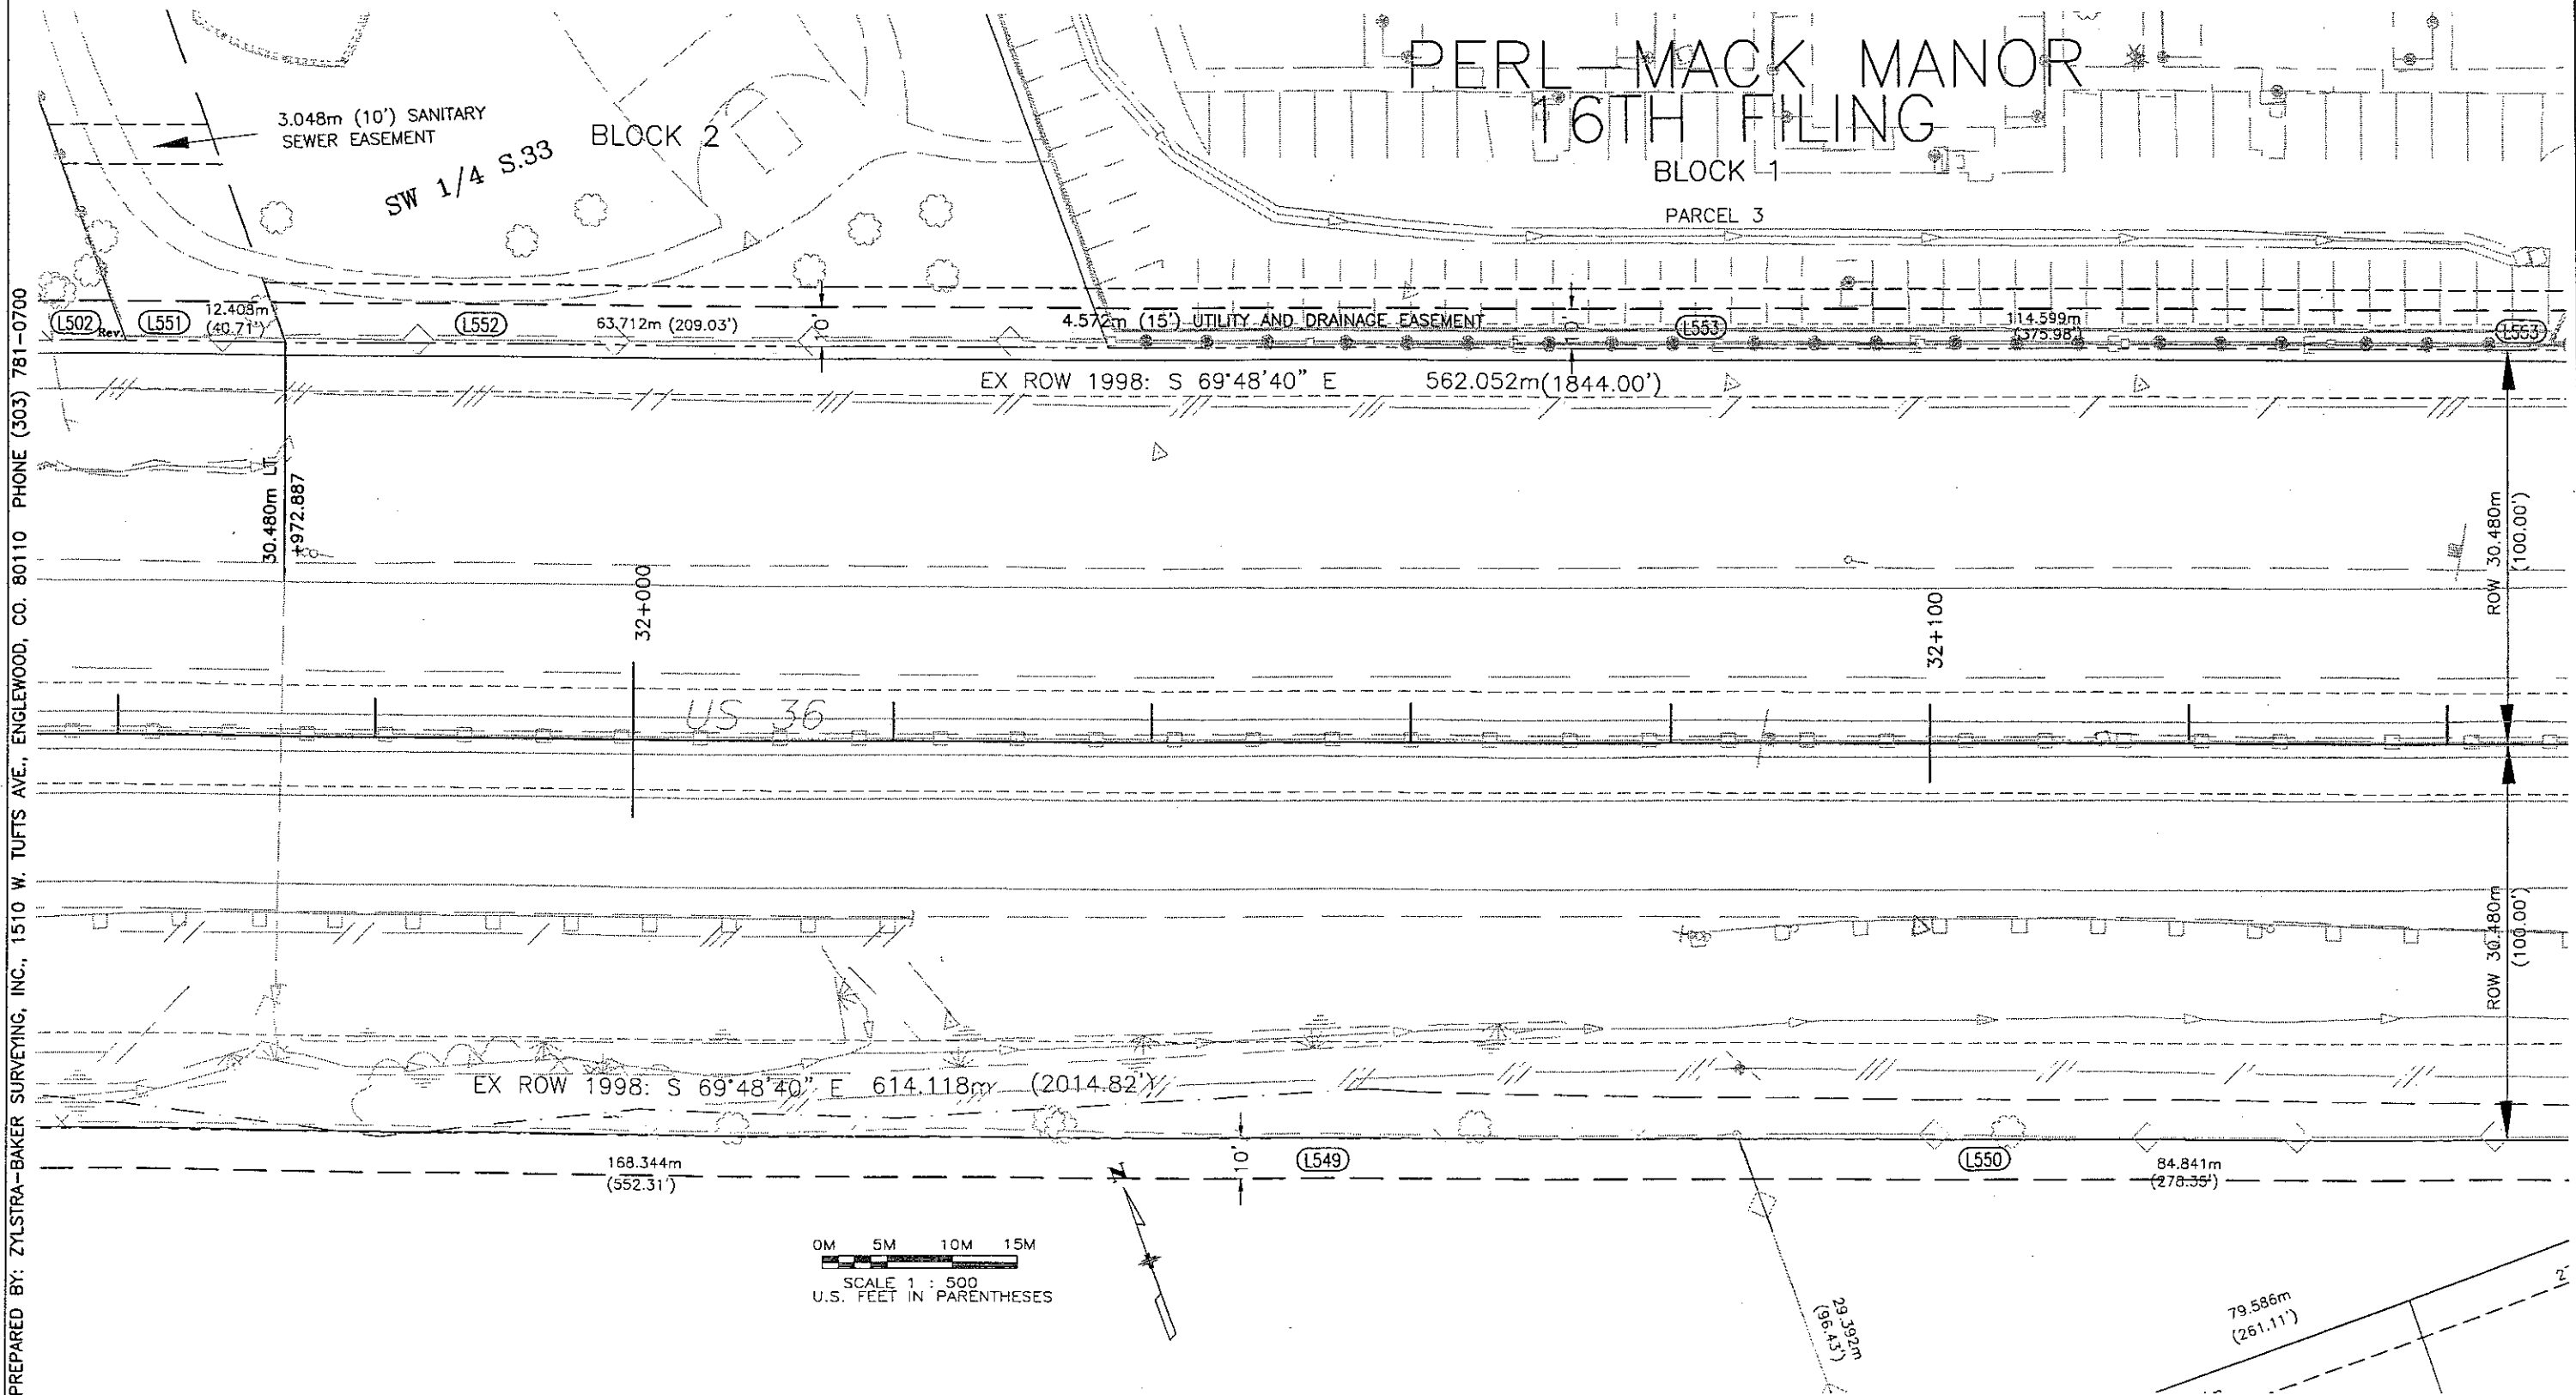 PERL MACK MANOR
16TH FILING
BLOCK 1
PARCEL 3
3.048m (10') SANITARY
SEWER EASEMENT
BLOCK 2
SW 1/4 S.33
L502
Rev.
L551
12.408m
(40.71')
L552
63.712m (209.03')
10'
4.572m (15') UTILITY AND DRAINAGE EASEMENT
10'
L553
114.599m
(375.98')
L553
EX ROW 1998: S 69°48'40" E 562.052m(1844.00')
30.480m LT
+972.887
32+000
32+100
ROW 30.480m
(100.00')
US 36
ROW 30.480m
(100.00')
EX ROW 1998: S 69°48'40" E 614.118m (2014.82')
168.344m
(552.31')
10'
L549
L550
84.841m
(278.35')
N
0M 5M 10M 15M
SCALE 1 : 500
U.S. FEET IN PARENTHESES
29.392m
(96.43')
79.586m
(261.11')
PREPARED BY: ZYLSTRA-BAKER SURVEYING, INC., 1510 W. TUFTS AVE., ENGLEWOOD, CO. 80110 PHONE (303) 781-0700